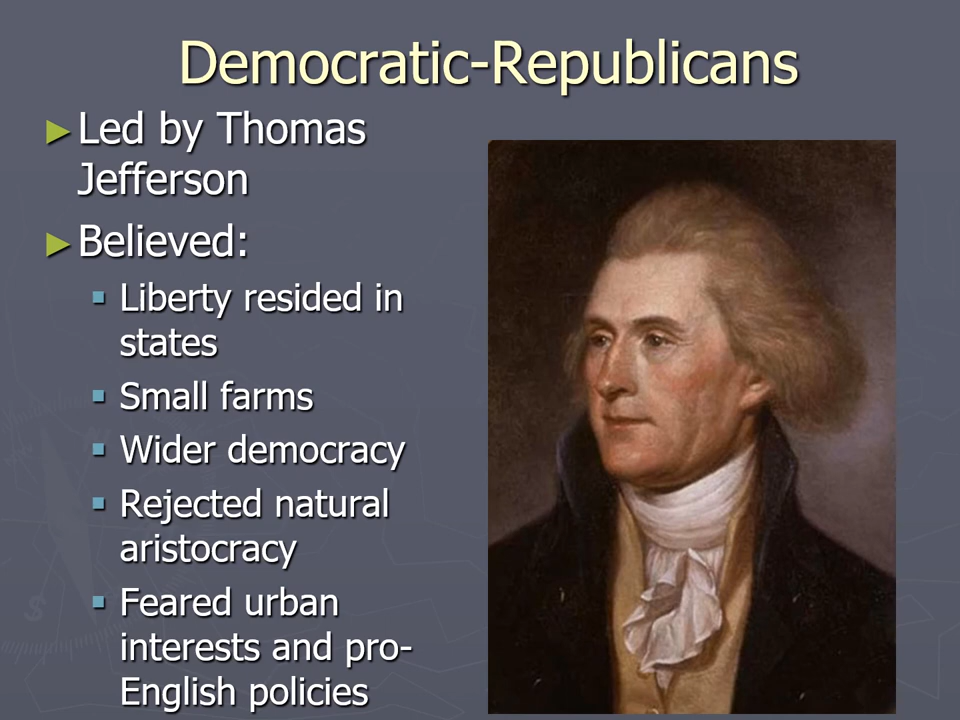 Democratic-Republicans
► Led by Thomas
Jefferson
► Believed:
▪ Liberty resided in
states
▪ Small farms
▪ Wider democracy
▪ Rejected natural
aristocracy
▪ Feared urban
interests and pro-
English policies
S